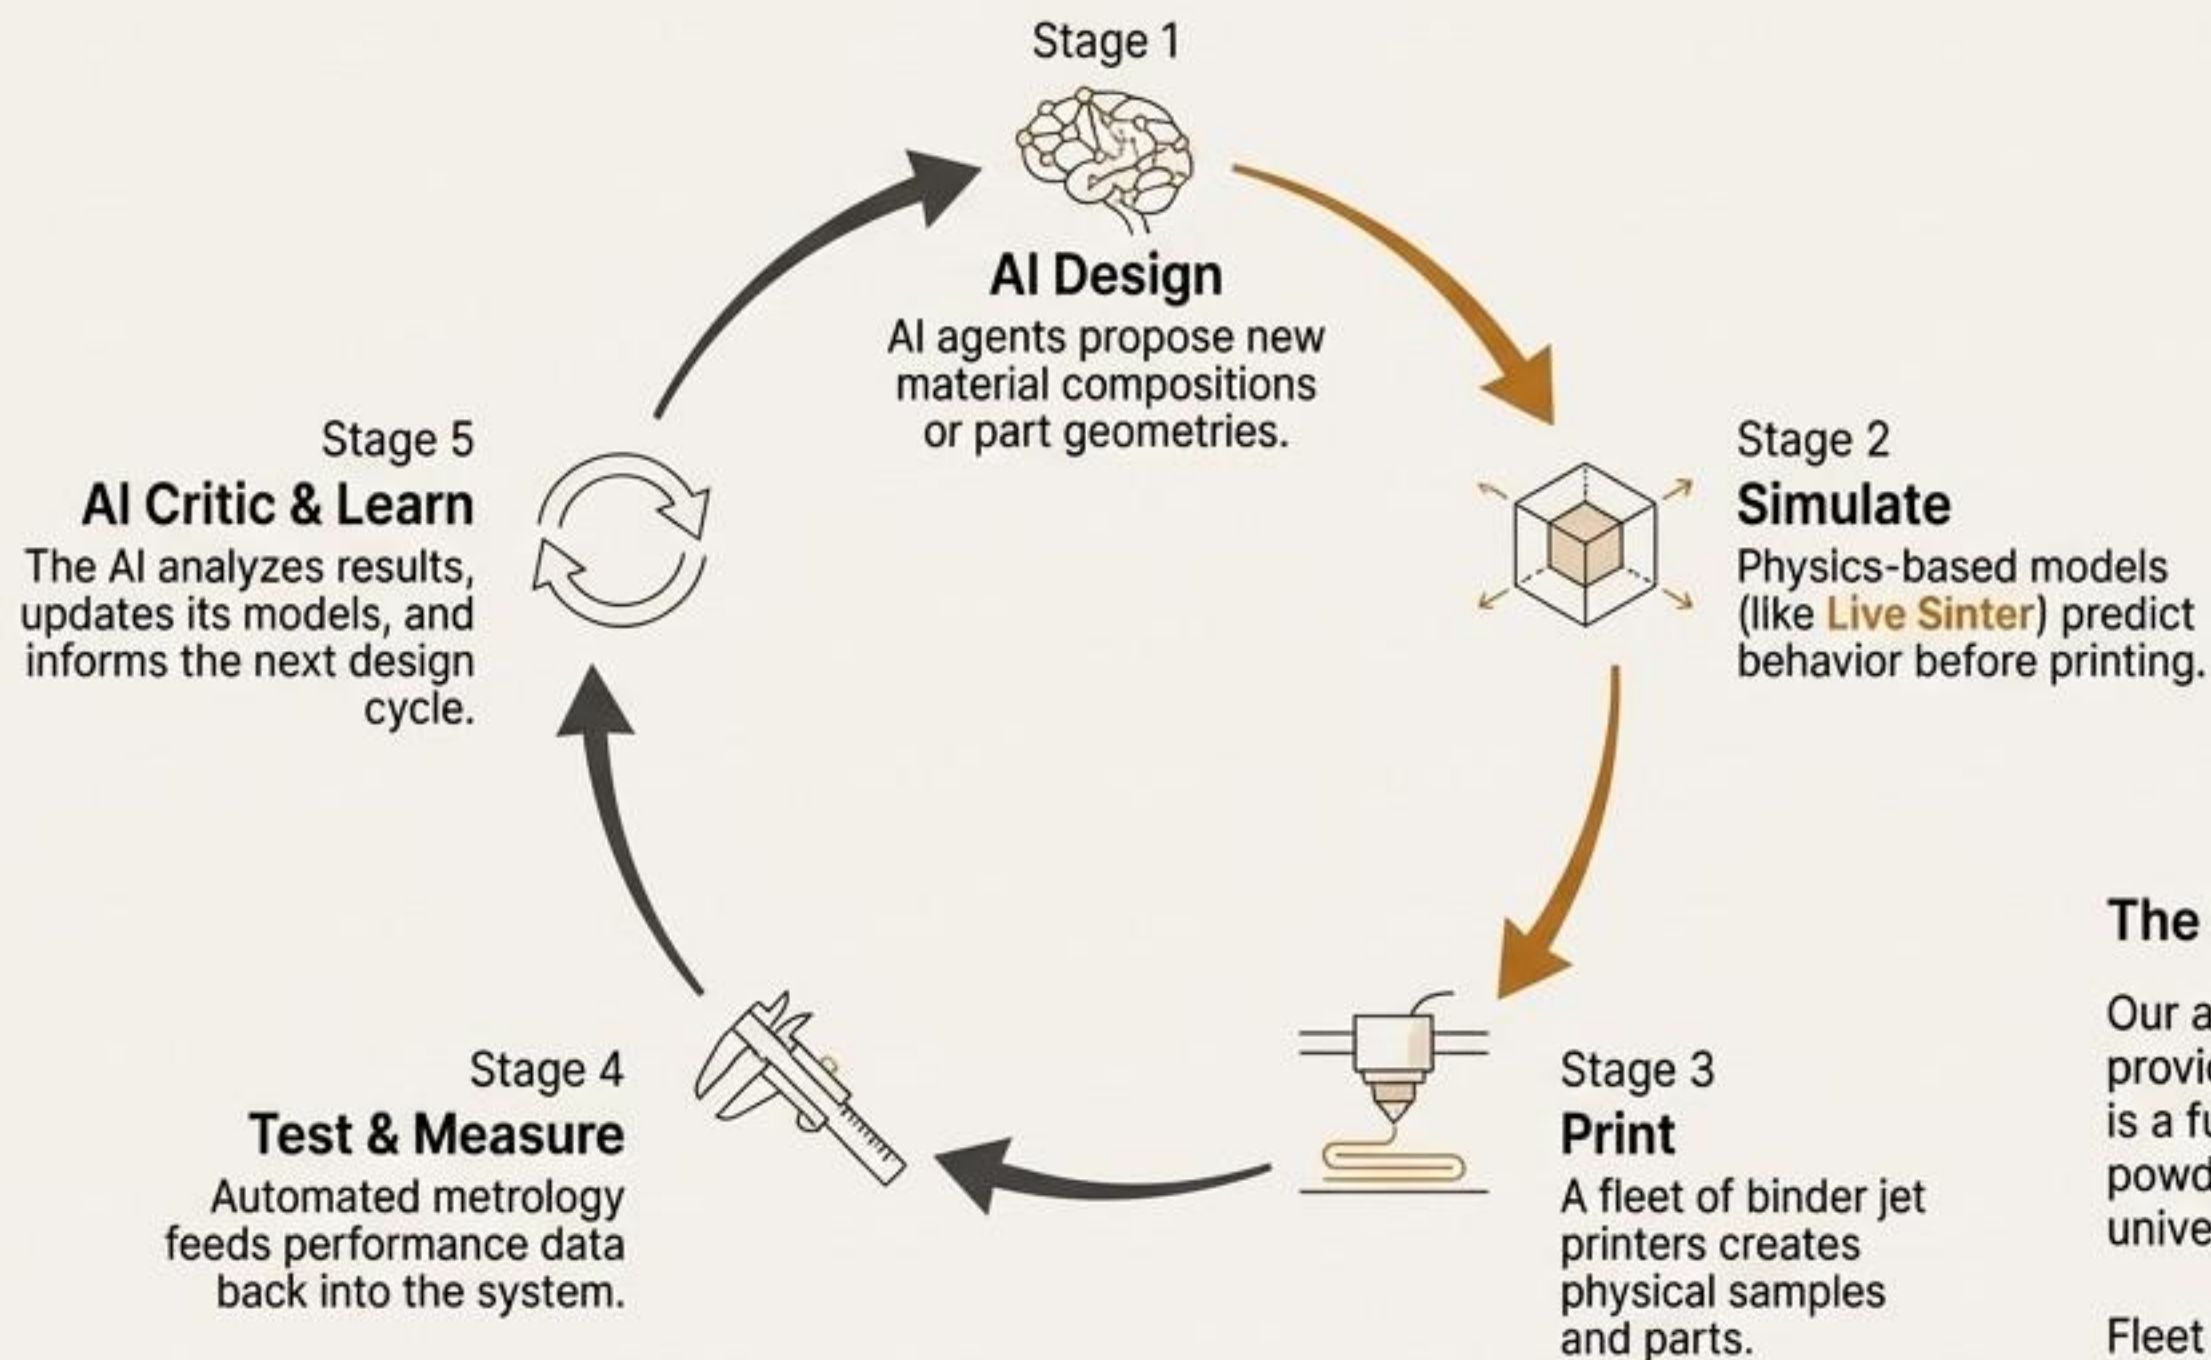 Stage 1
AI Design
AI agents propose new
material compositions
or part geometries.
Stage 2
Simulate
Physics-based models
(like Live Sinter) predict
behavior before printing.
Stage 3
Print
A fleet of binder jet
printers creates
physical samples
and parts.
Stage 4
Test & Measure
Automated metrology
feeds performance data
back into the system.
Stage 5
AI Critic & Learn
The AI analyzes results,
updates its models, and
informs the next design
cycle.
The
Our
is a
Fleet